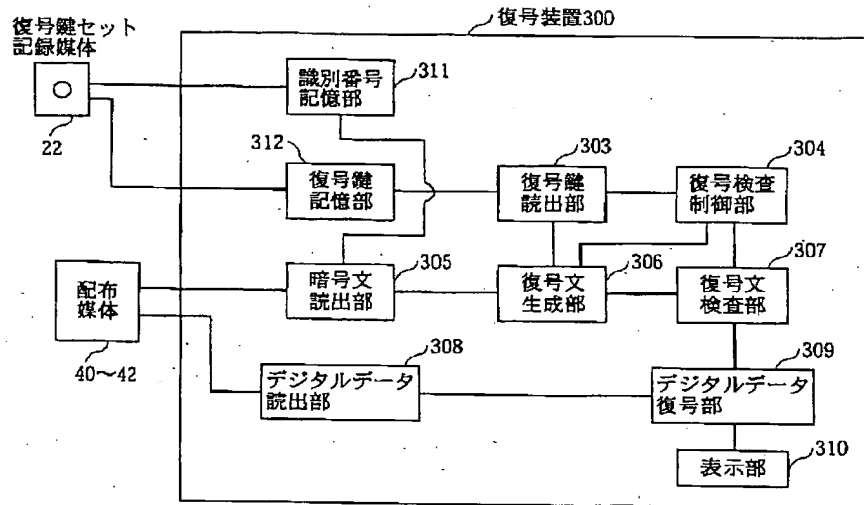 復号装置300
復号鍵セット
記録媒体
22
識別番号
記憶部
311
312
復号鍵
記憶部
303
復号鍵
読出部
304
復号検査
制御部
配布
媒体
40〜42
暗号文
読出部
305
復号文
生成部
306
307
復号文
検査部
308
デジタルデータ
読出部
309
デジタルデータ
復号部
表示部
310